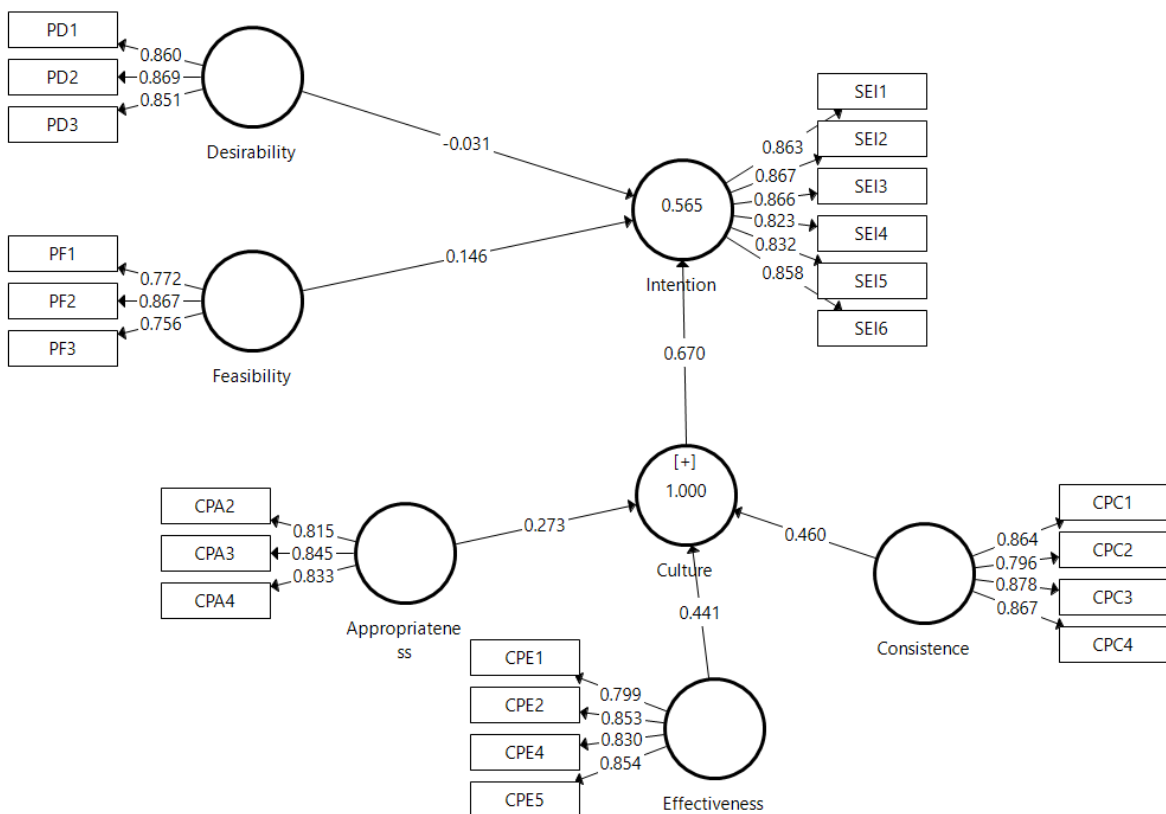 PD1
0.860
PD2
0.869
PD3
0.851
Desirability
-0.031
PF1
0.772
PF2
0.867
PF3
0.756
Feasibility
0.146
0.565
Intention
SEI1
0.863
SEI2
0.867
SEI3
0.866
SEI4
0.823
SEI5
0.832
SEI6
0.858
0.670
[+]
1.000
Culture
CPA2
0.815
CPA3
0.845
CPA4
0.833
Appropriatene
ss
0.273
0.460
CPC1
0.864
CPC2
0.796
CPC3
0.878
CPC4
0.867
Consistence
0.441
CPE1
0.799
CPE2
0.853
CPE4
0.830
CPE5
0.854
Effectiveness